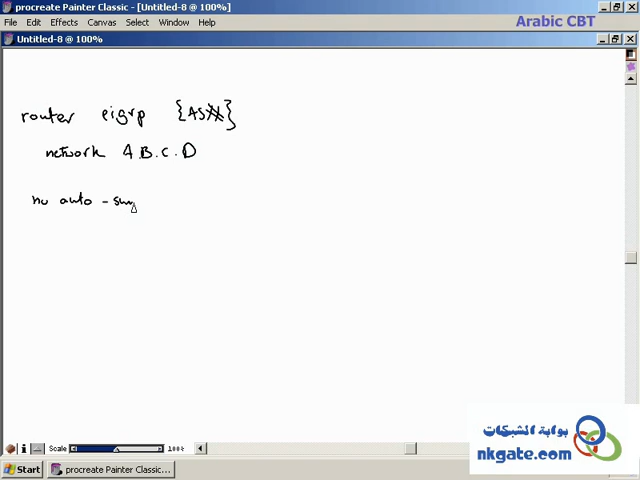 procreate Painter Classic - [Untitled-8 @ 100%]
File Edit Effects Canvas Select Window Help
Arabic CBT
Untitled-8 @ 100%
router eigrp {AS#}
network A.B.C.D
no auto-sum
Scale 100%
بوابة الشبكات
nkgate.com
Start procreate Painter Classic...